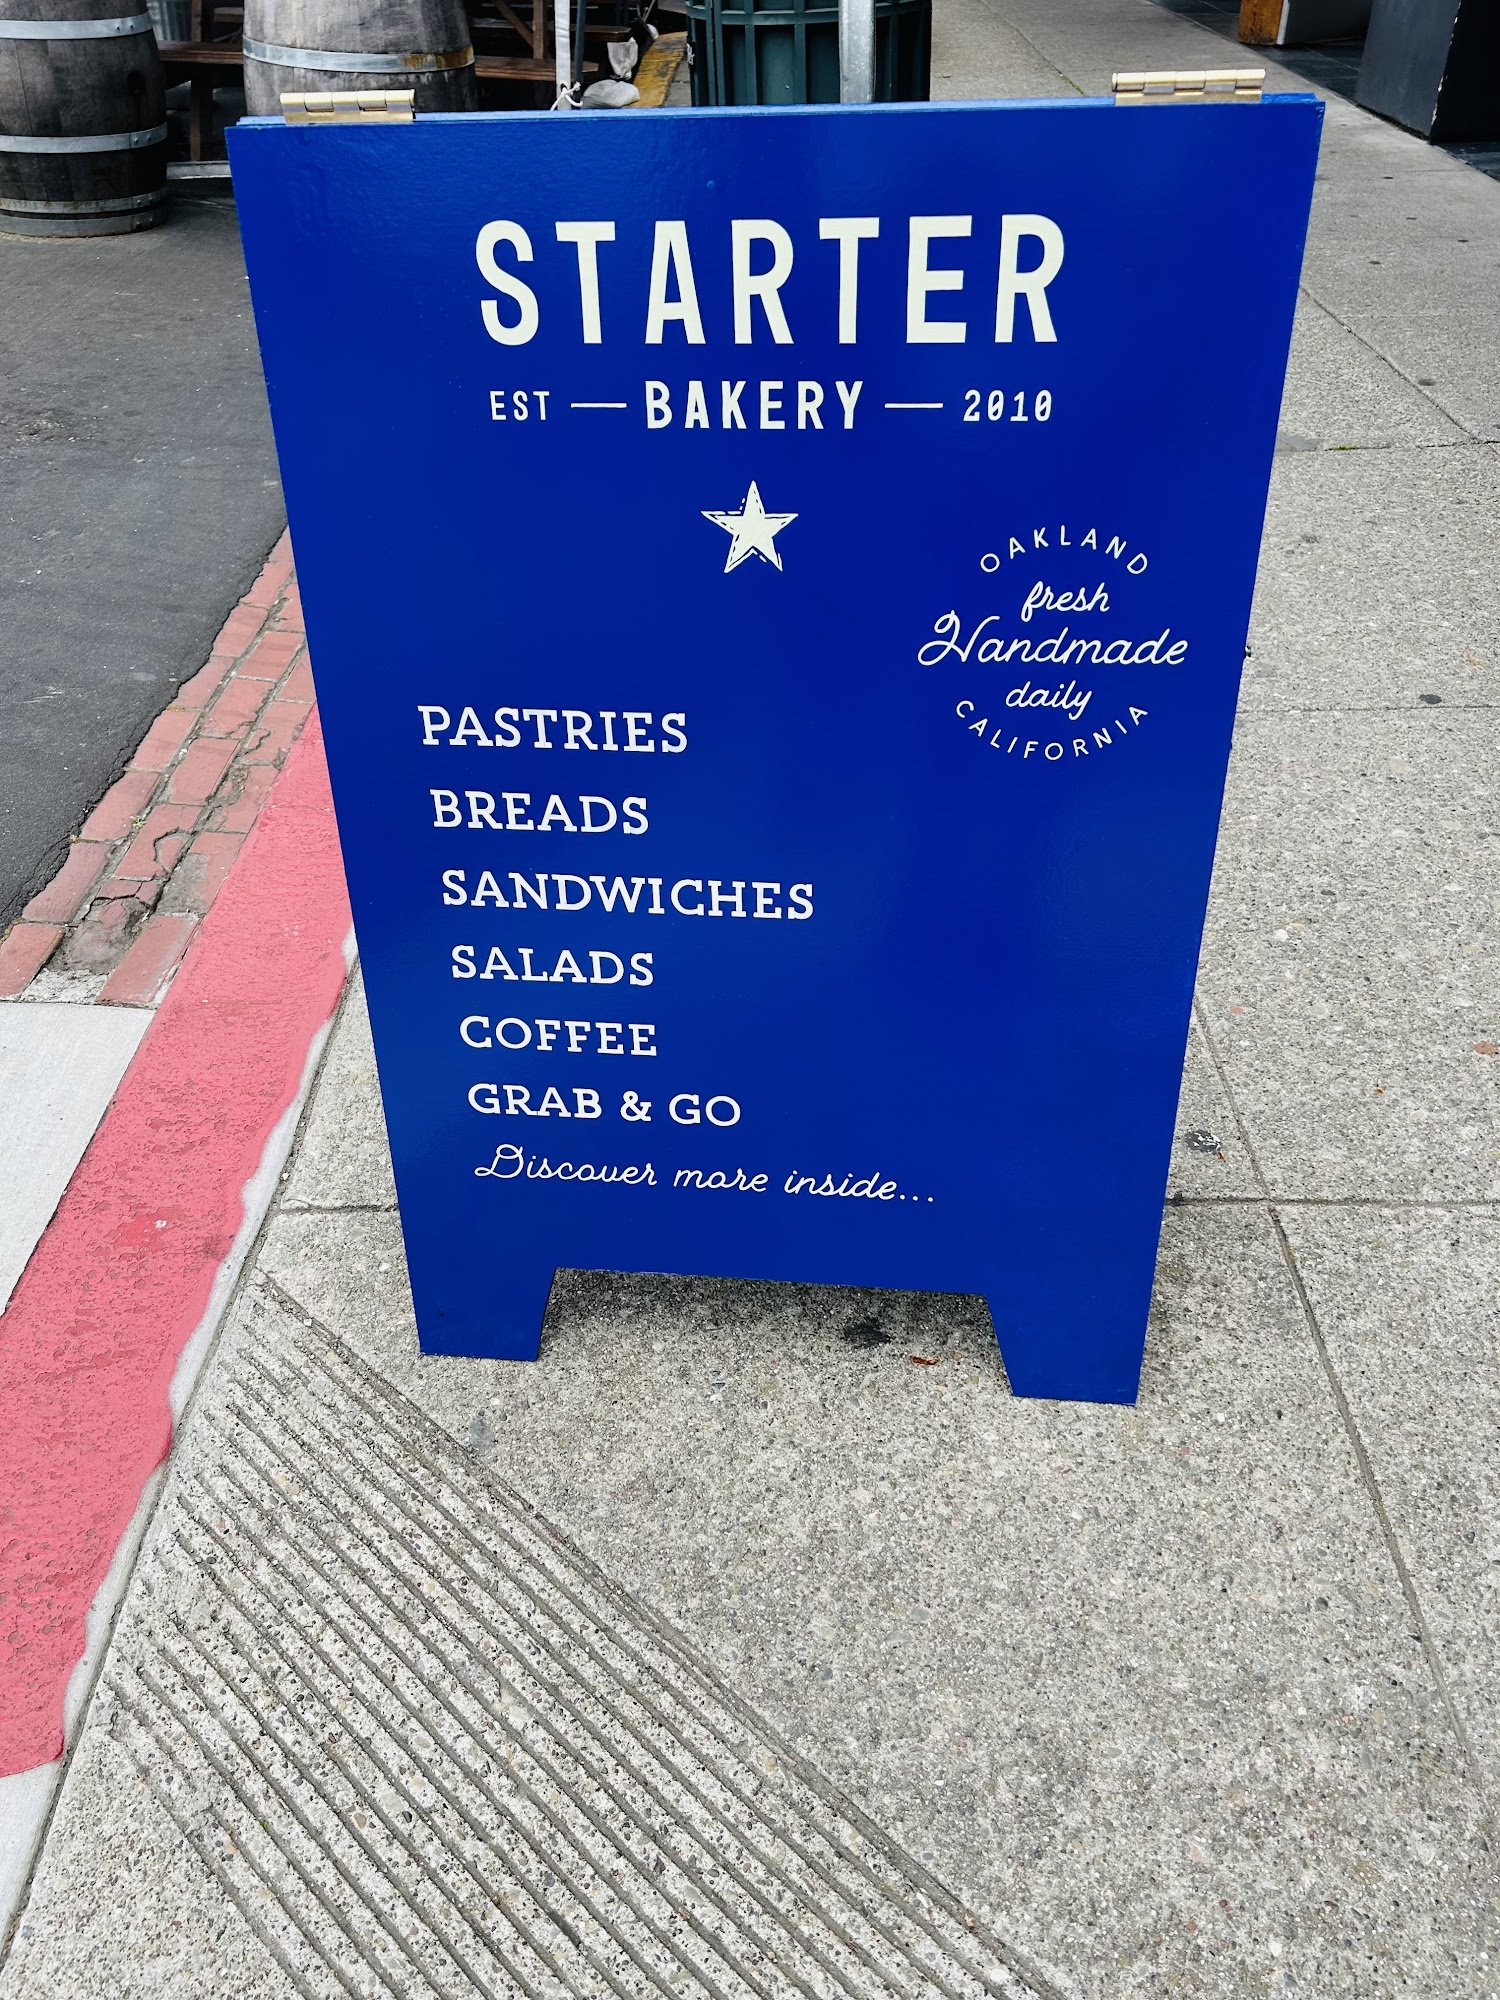 STARTER
EST — BAKERY — 2010
OAKLAND
fresh
Handmade
daily
CALIFORNIA
PASTRIES
BREADS
SANDWICHES
SALADS
COFFEE
GRAB & GO
Discover more inside...